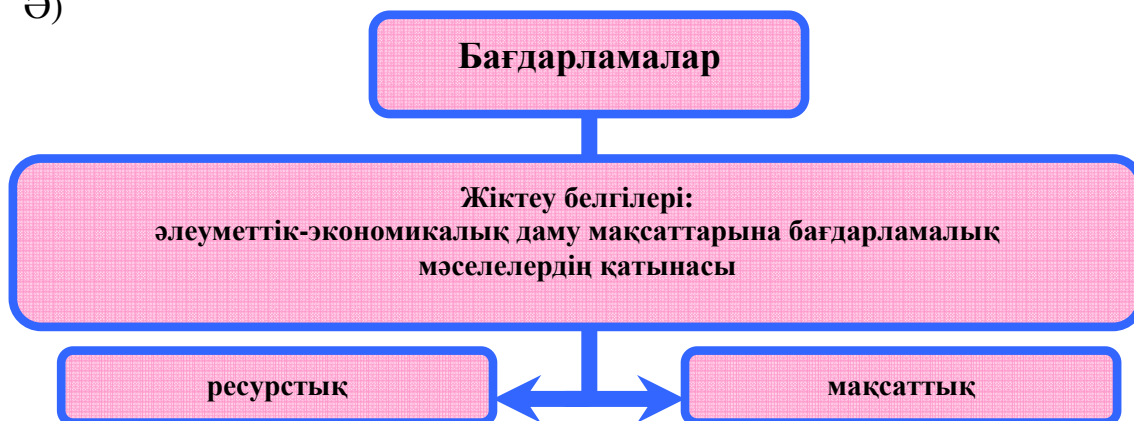 Ә)
Бағдарламалар
Жіктеу белгілері:
әлеуметтік-экономикалық даму мақсаттарына бағдарламалық
мәселелердің қатынасы
ресурстық
мақсаттық